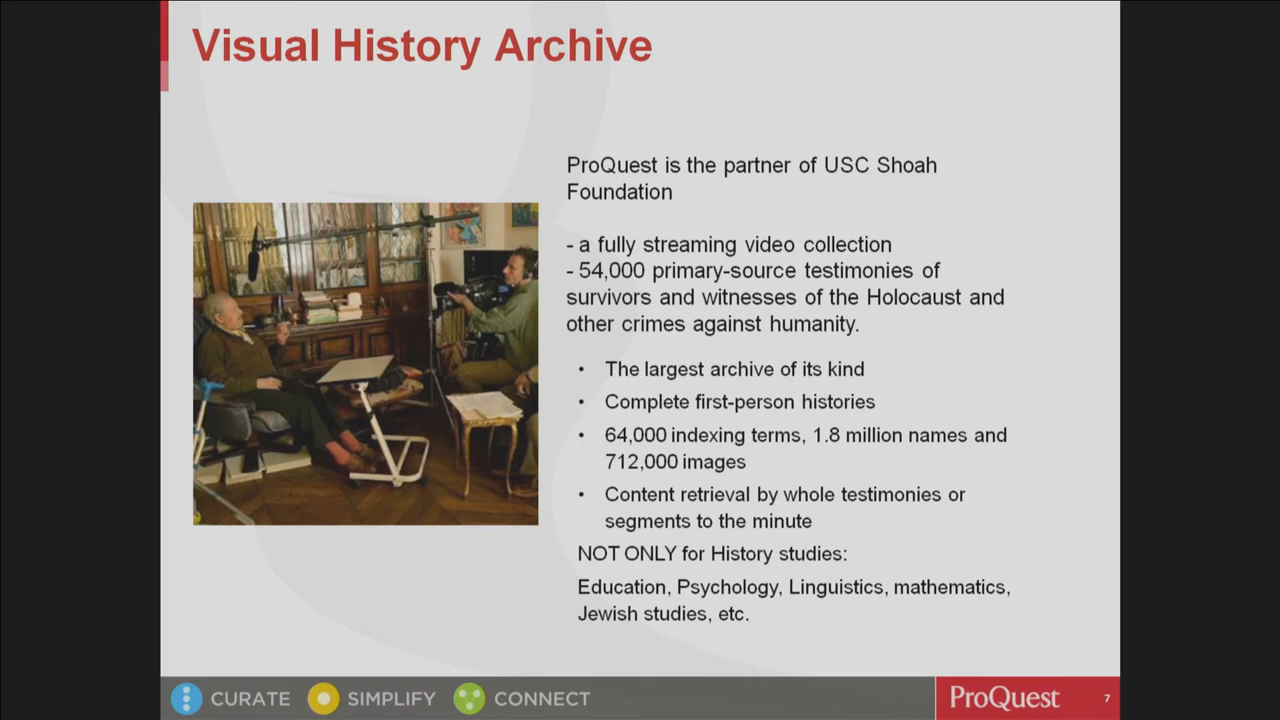 Visual History Archive
ProQuest is the partner of USC Shoah
Foundation
- a fully streaming video collection
- 54,000 primary-source testimonies of
survivors and witnesses of the Holocaust and
other crimes against humanity.
• The largest archive of its kind
• Complete first-person histories
• 64,000 indexing terms, 1.8 million names and
712,000 images
• Content retrieval by whole testimonies or
segments to the minute
NOT ONLY for History studies:
Education, Psychology, Linguistics, mathematics,
Jewish studies, etc.
CURATE SIMPLIFY CONNECT ProQuest 7